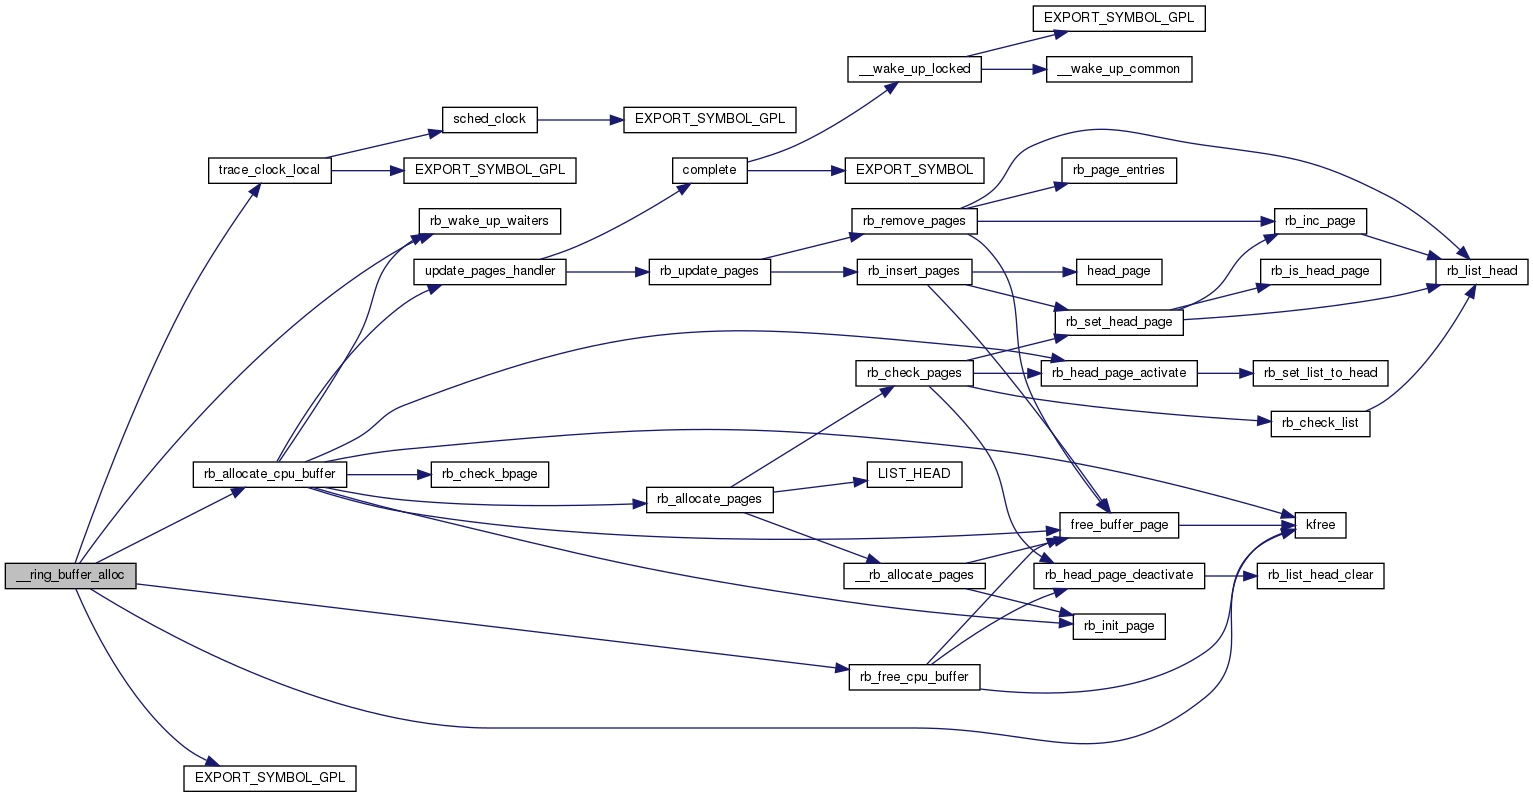 EXPORT_SYMBOL_GPL
__wake_up_locked
__wake_up_common
sched_clock
EXPORT_SYMBOL_GPL
trace_clock_local
EXPORT_SYMBOL_GPL
complete
EXPORT_SYMBOL
rb_page_entries
rb_wake_up_waiters
rb_remove_pages
rb_inc_page
update_pages_handler
rb_update_pages
rb_insert_pages
head_page
rb_is_head_page
rb_list_head
rb_set_head_page
rb_check_pages
rb_head_page_activate
rb_set_list_to_head
rb_check_list
rb_allocate_cpu_buffer
rb_check_bpage
LIST_HEAD
rb_allocate_pages
free_buffer_page
kfree
__ring_buffer_alloc
__rb_allocate_pages
rb_head_page_deactivate
rb_list_head_clear
rb_init_page
rb_free_cpu_buffer
EXPORT_SYMBOL_GPL